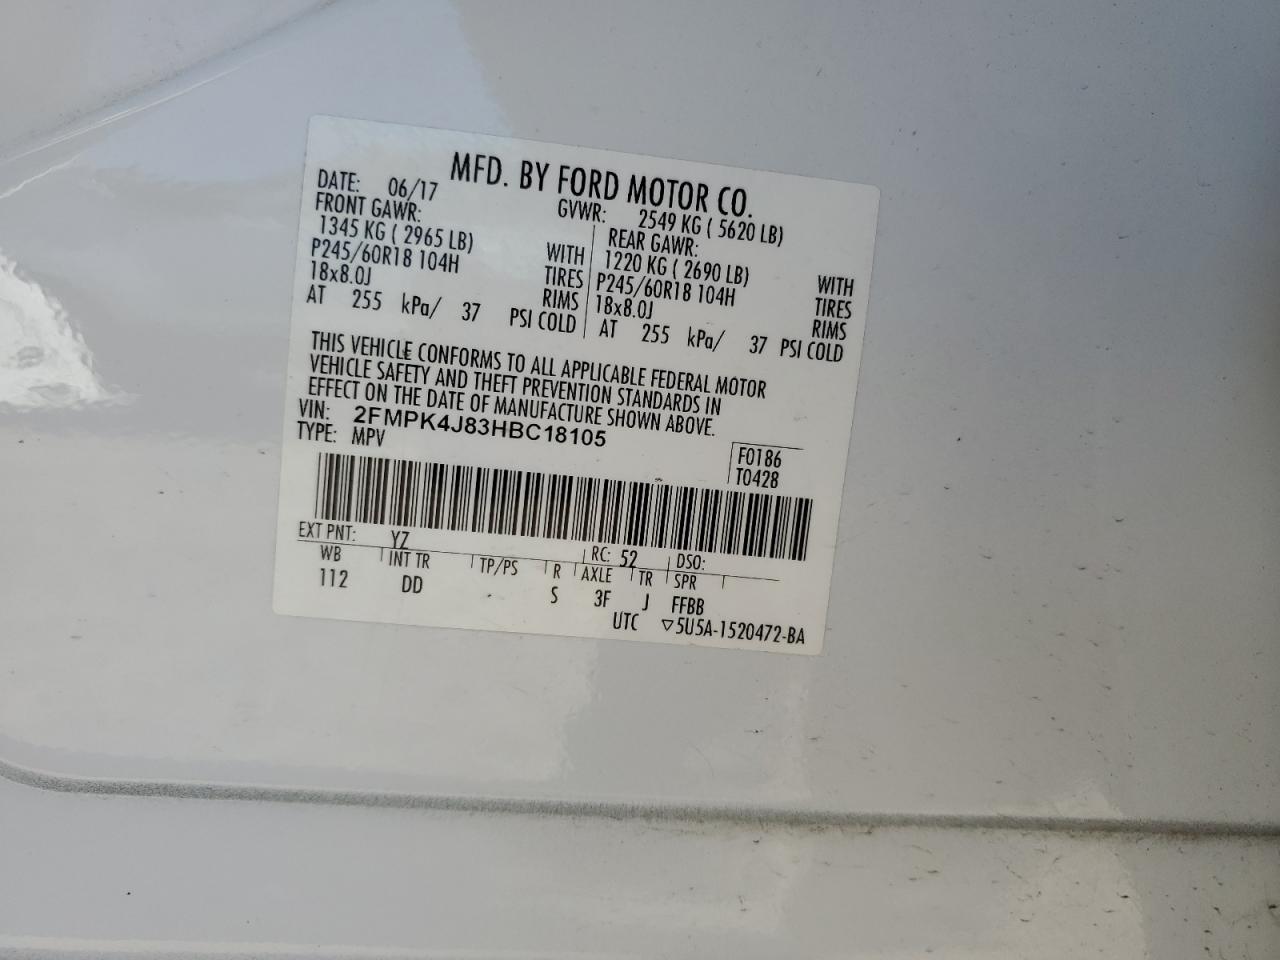 MFD. BY FORD MOTOR CO.
DATE: 06/17 GVWR: 2549 KG ( 5620 LB)
FRONT GAWR: REAR GAWR:
1345 KG ( 2965 LB) WITH 1220 KG ( 2690 LB) WITH
P245/60R18 104H TIRES P245/60R18 104H TIRES
18x8.0J RIMS 18x8.0J RIMS
AT 255 kPa/ 37 PSI COLD AT 255 kPa/ 37 PSI COLD
THIS VEHICLE CONFORMS TO ALL APPLICABLE FEDERAL MOTOR
VEHICLE SAFETY AND THEFT PREVENTION STANDARDS IN
EFFECT ON THE DATE OF MANUFACTURE SHOWN ABOVE.
VIN: 2FMPK4J83HBC18105
TYPE: MPV
F0186
T0428
EXT PNT: YZ RC: 52 DSO:
WB INT TR TP/PS R AXLE TR SPR
112 DD S 3F J FFBB
UTC ▽5U5A-1520472-BA